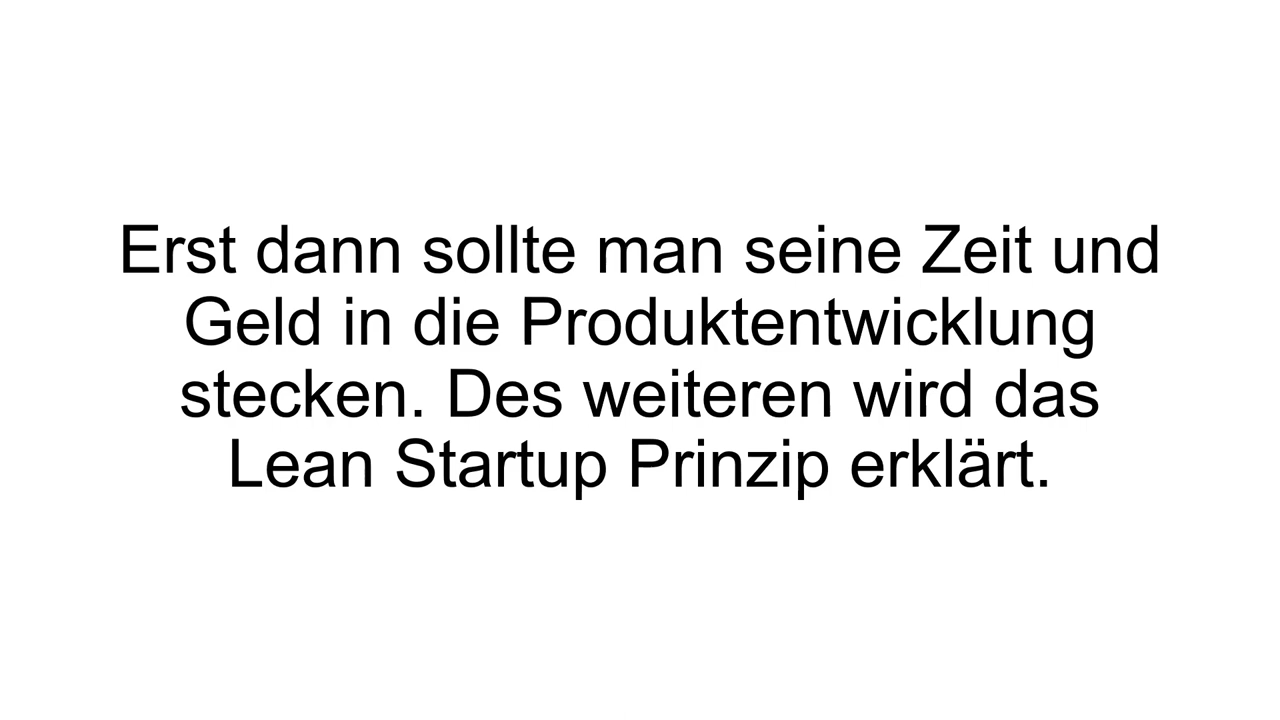 Erst dann sollte man seine Zeit und
Geld in die Produktentwicklung
stecken. Des weiteren wird das
Lean Startup Prinzip erklärt.